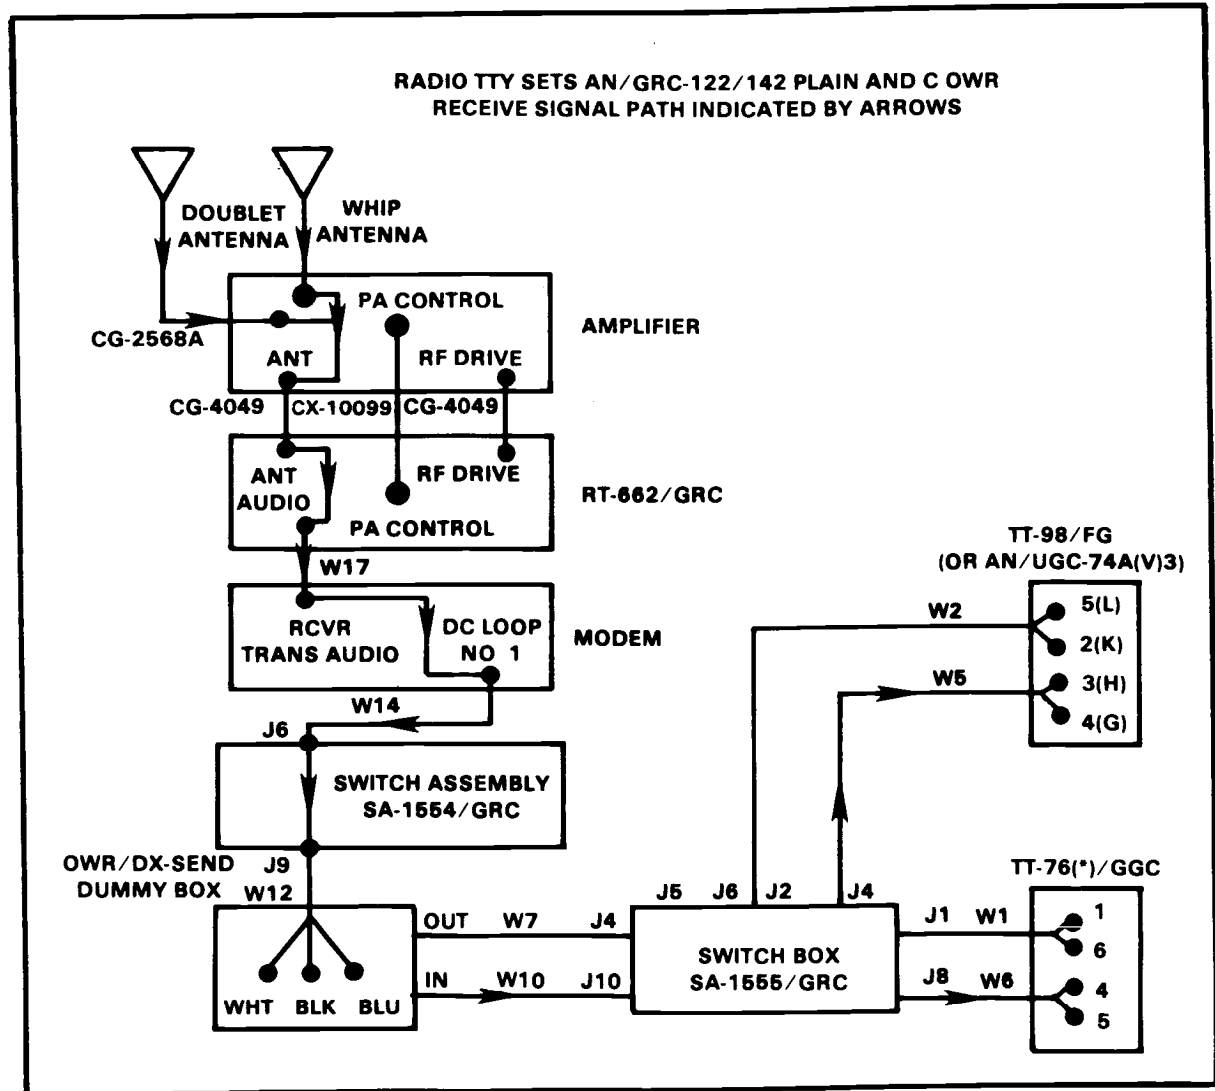 RADIO TTY SETS AN/GRC-122/142 PLAIN AND C OWR
RECEIVE SIGNAL PATH INDICATED BY ARROWS
DOUBLET
ANTENNA
WHIP
ANTENNA
CG-2568A
PA CONTROL
ANT
RF DRIVE
AMPLIFIER
CG-4049
CX-10099
CG-4049
ANT
AUDIO
RF DRIVE
PA CONTROL
RT-662/GRC
W17
RCVR
TRANS AUDIO
DC LOOP
NO 1
MODEM
W14
J6
SWITCH ASSEMBLY
SA-1554/GRC
J9
OWR/DX-SEND
DUMMY BOX
W12
WHT BLK BLU
OUT W7 J4
IN W10 J10
J5 J6 J2 J4
SWITCH BOX
SA-1555/GRC
W2
W5
TT-98/FG
(OR AN/UGC-74A(V)3)
5(L)
2(K)
3(H)
4(G)
J1 W1
J8 W6
TT-76(*)/GGC
1
6
4
5